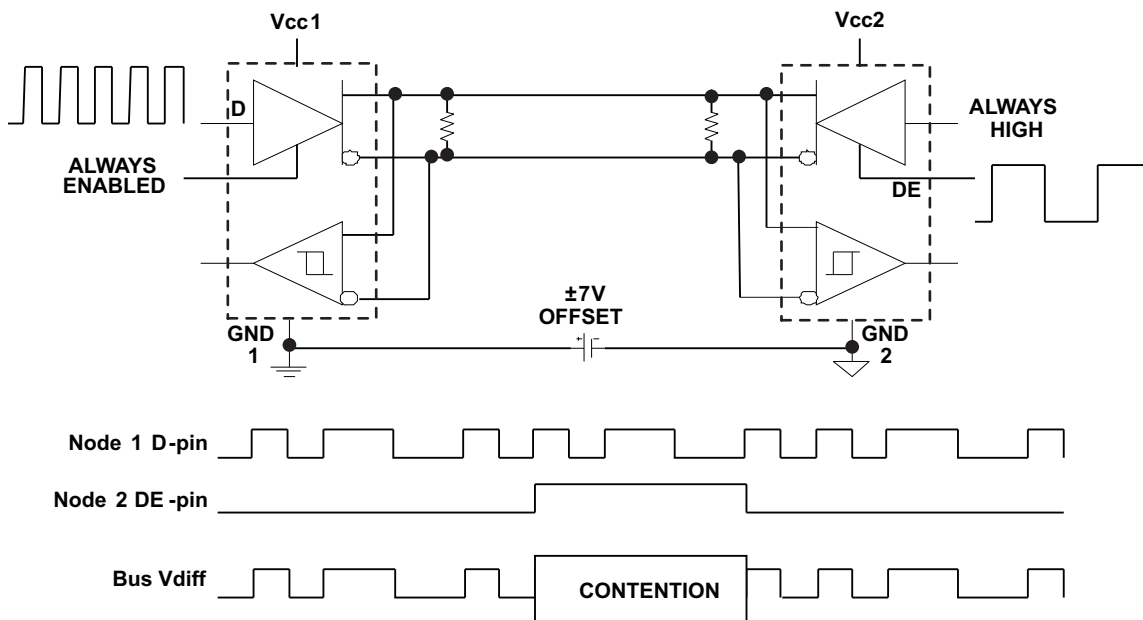 Vcc1
Vcc2
D
ALWAYS
HIGH
ALWAYS
ENABLED
DE
±7V
OFFSET
GND
1
GND
2
Node 1 D-pin
Node 2 DE-pin
Bus Vdiff
CONTENTION